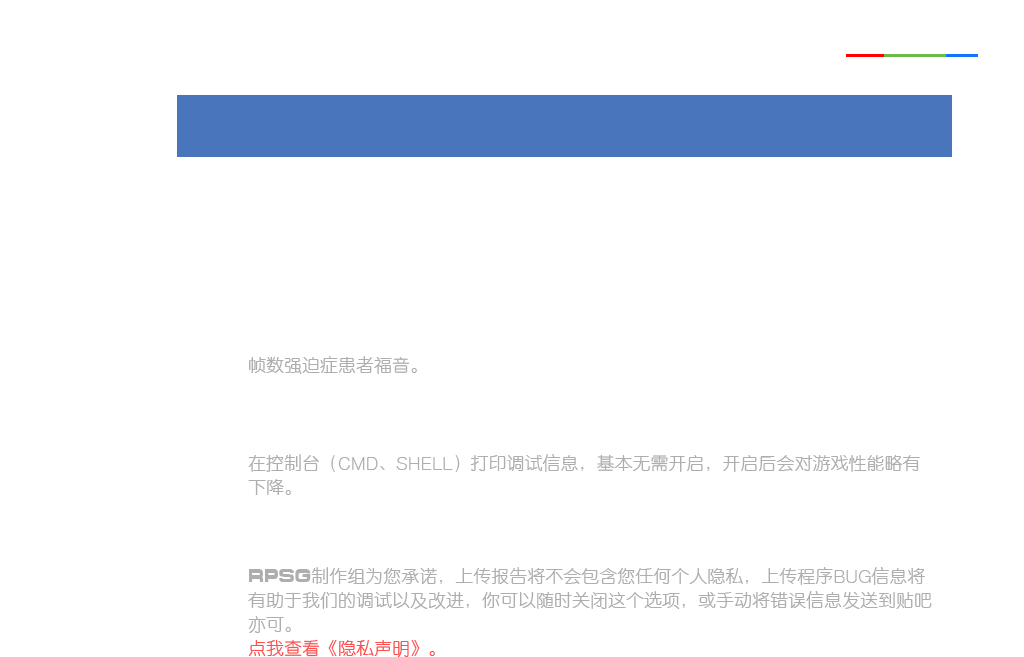 帧数强迫症患者福音。
在控制台（CMD、SHELL）打印调试信息，基本无需开启，开启后会对游戏性能略有
下降。
RPSG制作组为您承诺，上传报告将不会包含您任何个人隐私，上传程序BUG信息将
有助于我们的调试以及改进，你可以随时关闭这个选项，或手动将错误信息发送到贴吧
亦可。
点我查看《隐私声明》。